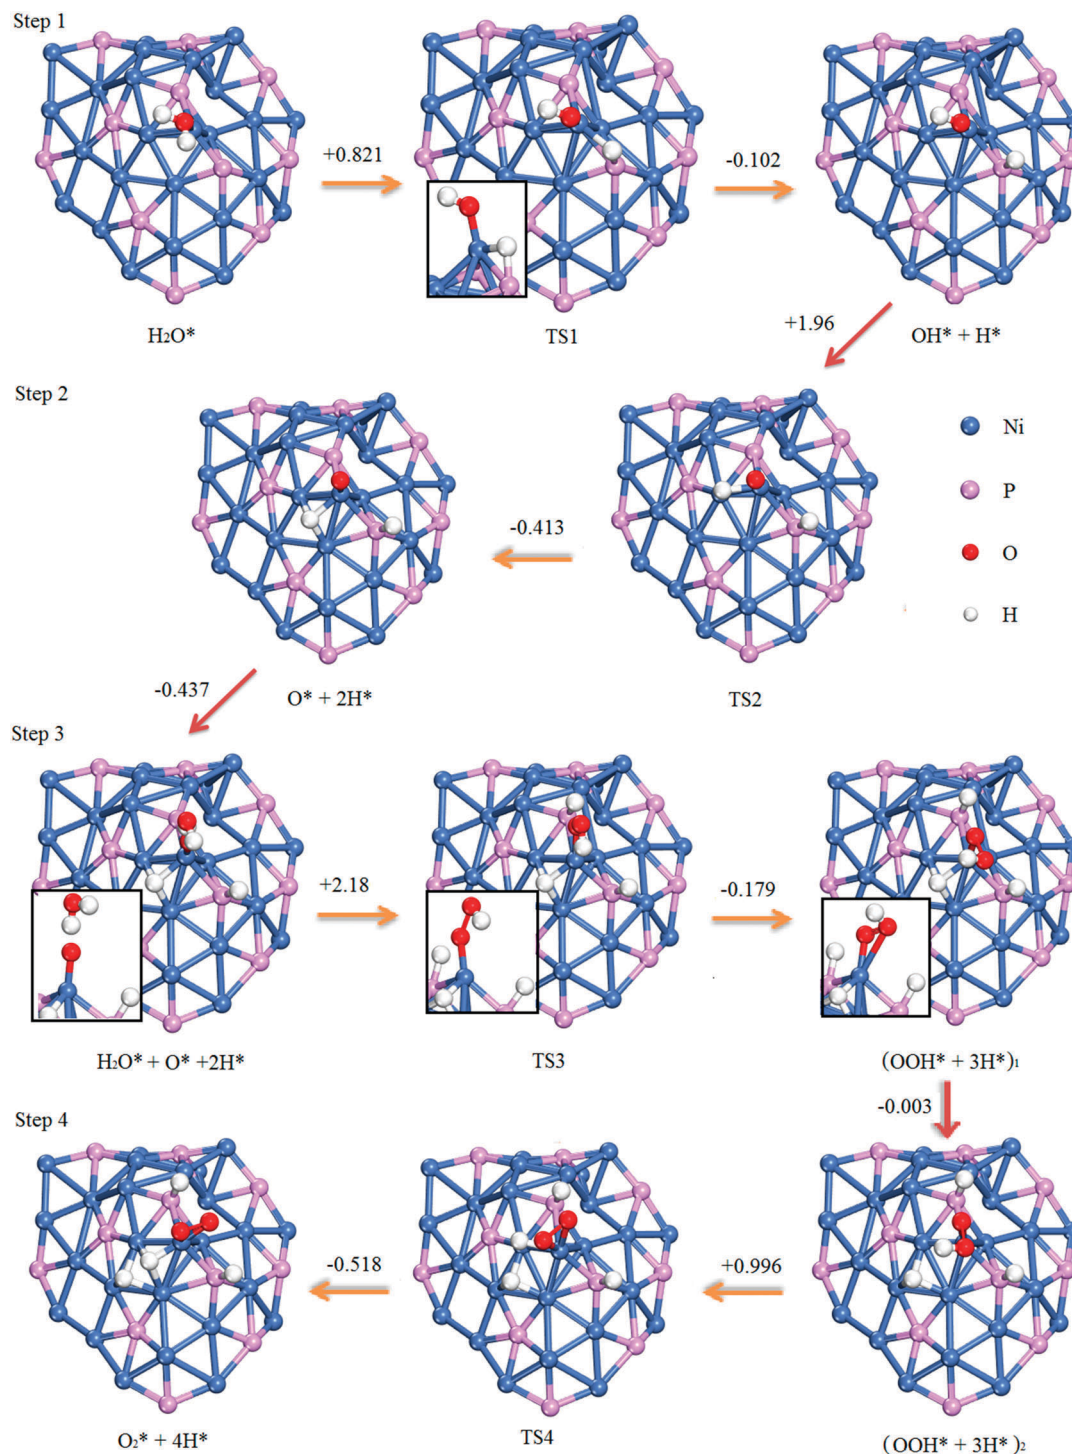 Step 1
+0.821
-0.102
H₂O*
TS1
OH* + H*
+1.96
Step 2
Ni
P
O
H
-0.413
O* + 2H*
TS2
-0.437
Step 3
+2.18
-0.179
H₂O* + O* +2H*
TS3
(OOH* + 3H*)₁
-0.003
Step 4
-0.518
+0.996
O₂* + 4H*
TS4
(OOH* + 3H*)₂